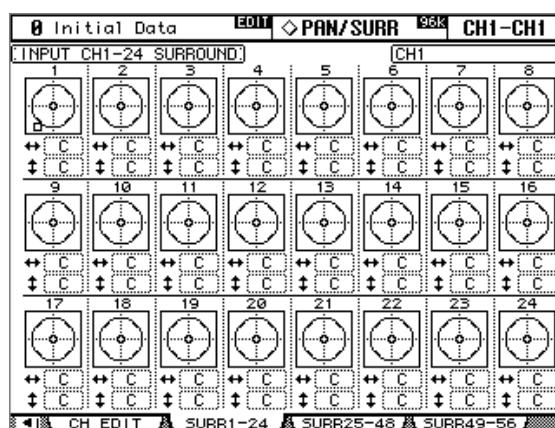 0 Initial Data EDIT ◇PAN/SURR 96K CH1-CH1
INPUT CH1-24 SURROUND CH1
1 2 3 4 5 6 7 8
↔ C ↔ C ↔ C ↔ C ↔ C ↔ C ↔ C ↔ C
↕ C ↕ C ↕ C ↕ C ↕ C ↕ C ↕ C ↕ C
9 10 11 12 13 14 15 16
↔ C ↔ C ↔ C ↔ C ↔ C ↔ C ↔ C ↔ C
↕ C ↕ C ↕ C ↕ C ↕ C ↕ C ↕ C ↕ C
17 18 19 20 21 22 23 24
↔ C ↔ C ↔ C ↔ C ↔ C ↔ C ↔ C ↔ C
↕ C ↕ C ↕ C ↕ C ↕ C ↕ C ↕ C ↕ C
CH EDIT SURR1-24 SURR25-48 SURR49-56